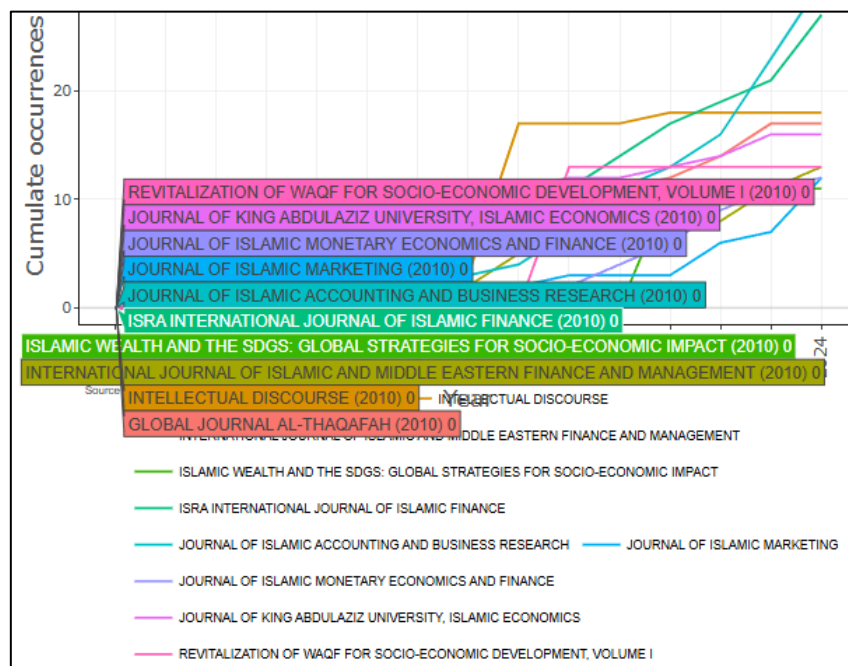 Cumulate occurrences
20
10
0
REVITALIZATION OF WAQF FOR SOCIO-ECONOMIC DEVELOPMENT, VOLUME I (2010) 0
JOURNAL OF KING ABDULAZIZ UNIVERSITY, ISLAMIC ECONOMICS (2010) 0
JOURNAL OF ISLAMIC MONETARY ECONOMICS AND FINANCE (2010) 0
JOURNAL OF ISLAMIC MARKETING (2010) 0
JOURNAL OF ISLAMIC ACCOUNTING AND BUSINESS RESEARCH (2010) 0
ISRA INTERNATIONAL JOURNAL OF ISLAMIC FINANCE (2010) 0
ISLAMIC WEALTH AND THE SDGS: GLOBAL STRATEGIES FOR SOCIO-ECONOMIC IMPACT (2010) 0
INTERNATIONAL JOURNAL OF ISLAMIC AND MIDDLE EASTERN FINANCE AND MANAGEMENT (2010) 0
24
Source
INTELLECTUAL DISCOURSE (2010) 0
Year
INTELLECTUAL DISCOURSE
GLOBAL JOURNAL AL-THAQAFAH (2010) 0
INTERNATIONAL JOURNAL OF ISLAMIC AND MIDDLE EASTERN FINANCE AND MANAGEMENT
ISLAMIC WEALTH AND THE SDGS: GLOBAL STRATEGIES FOR SOCIO-ECONOMIC IMPACT
ISRA INTERNATIONAL JOURNAL OF ISLAMIC FINANCE
JOURNAL OF ISLAMIC ACCOUNTING AND BUSINESS RESEARCH JOURNAL OF ISLAMIC MARKETING
JOURNAL OF ISLAMIC MONETARY ECONOMICS AND FINANCE
JOURNAL OF KING ABDULAZIZ UNIVERSITY, ISLAMIC ECONOMICS
REVITALIZATION OF WAQF FOR SOCIO-ECONOMIC DEVELOPMENT, VOLUME I